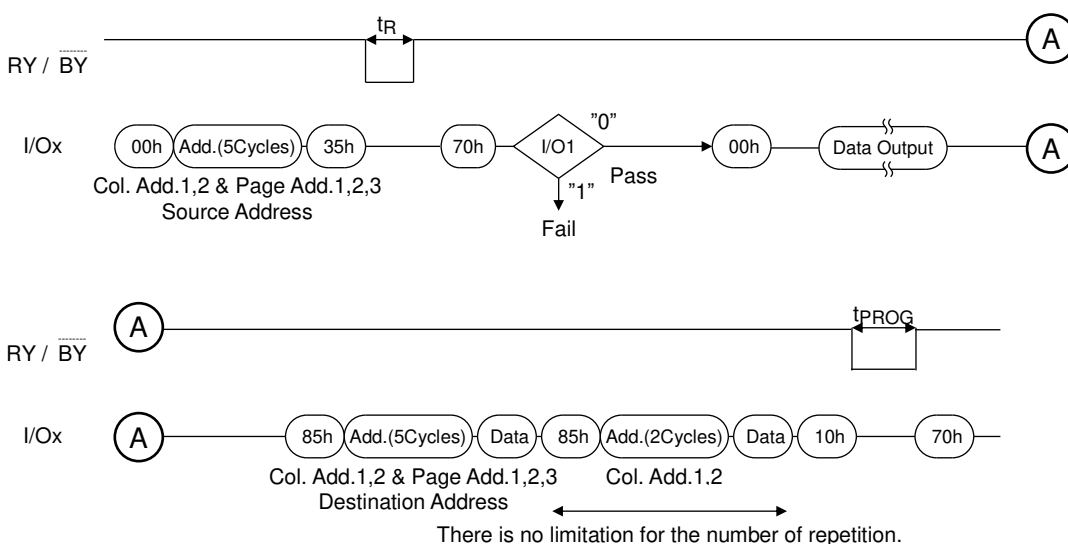 tR
A
RY / BY
I/Ox
00h Add.(5Cycles) 35h 70h I/O1 "0" 00h Data Output A
Pass
"1"
Col. Add.1,2 & Page Add.1,2,3
Source Address
Fail
A
tPROG
RY / BY
I/Ox
A 85h Add.(5Cycles) Data 85h Add.(2Cycles) Data 10h 70h
Col. Add.1,2 & Page Add.1,2,3 Col. Add.1,2
Destination Address
There is no limitation for the number of repetition.